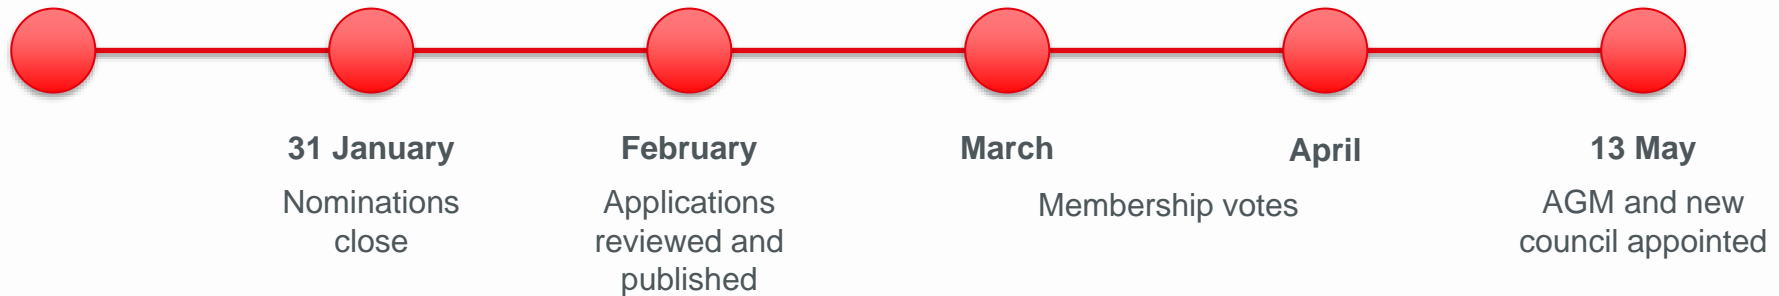 31 January
Nominations
close
February
Applications
reviewed and
published
March
April
Membership votes
13 May
AGM and new
council appointed